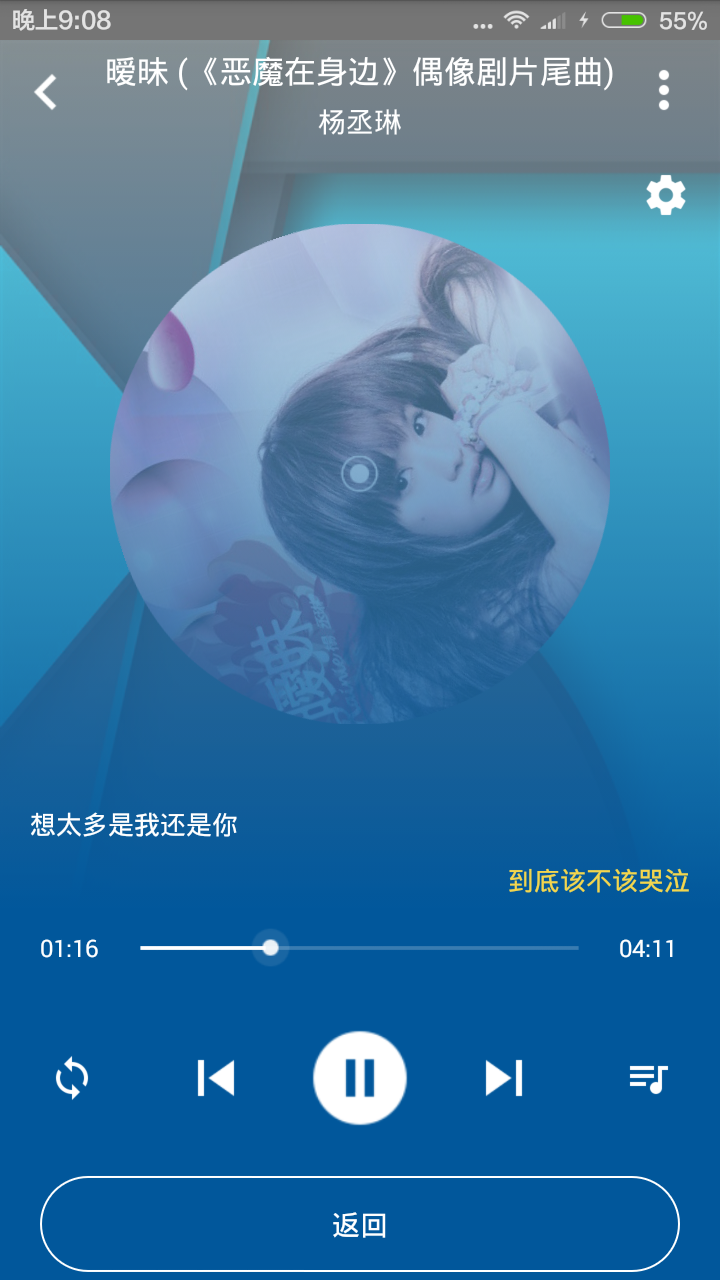 晚上9:08
55%
暧昧 (《恶魔在身边》偶像剧片尾曲)
杨丞琳
暧昧
想太多是我还是你
到底该不该哭泣
01:16
04:11
返回